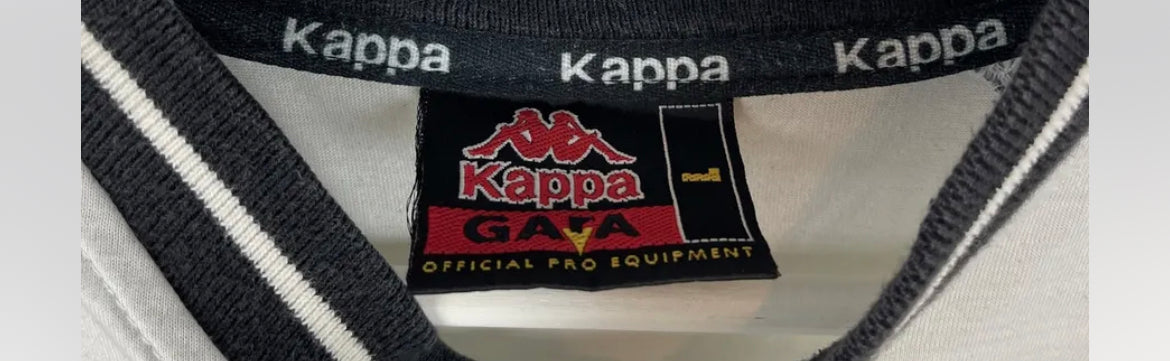 Kappa Kappa Kappa
Kappa
GARA
OFFICIAL PRO EQUIPMENT
L